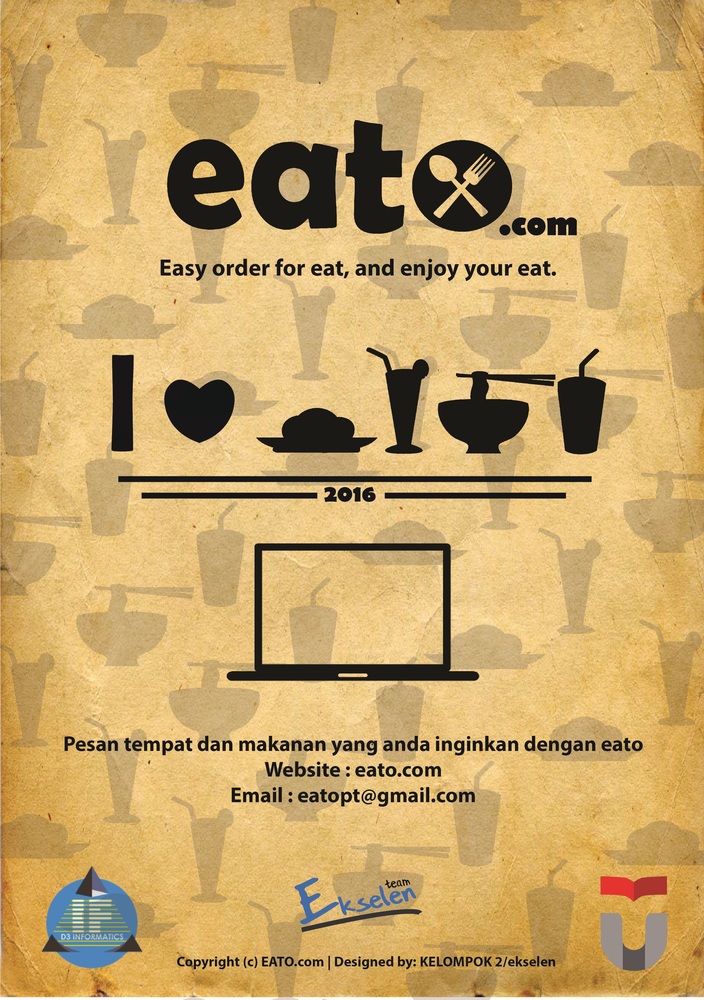 eato.com
Easy order for eat, and enjoy your eat.
I
2016
Pesan tempat dan makanan yang anda inginkan dengan eato
Website : eato.com
Email : eatopt@gmail.com
IF
D3 INFORMATICS
team
Ekselen
Copyright (c) EATO.com | Designed by: KELOMPOK 2/ekselen